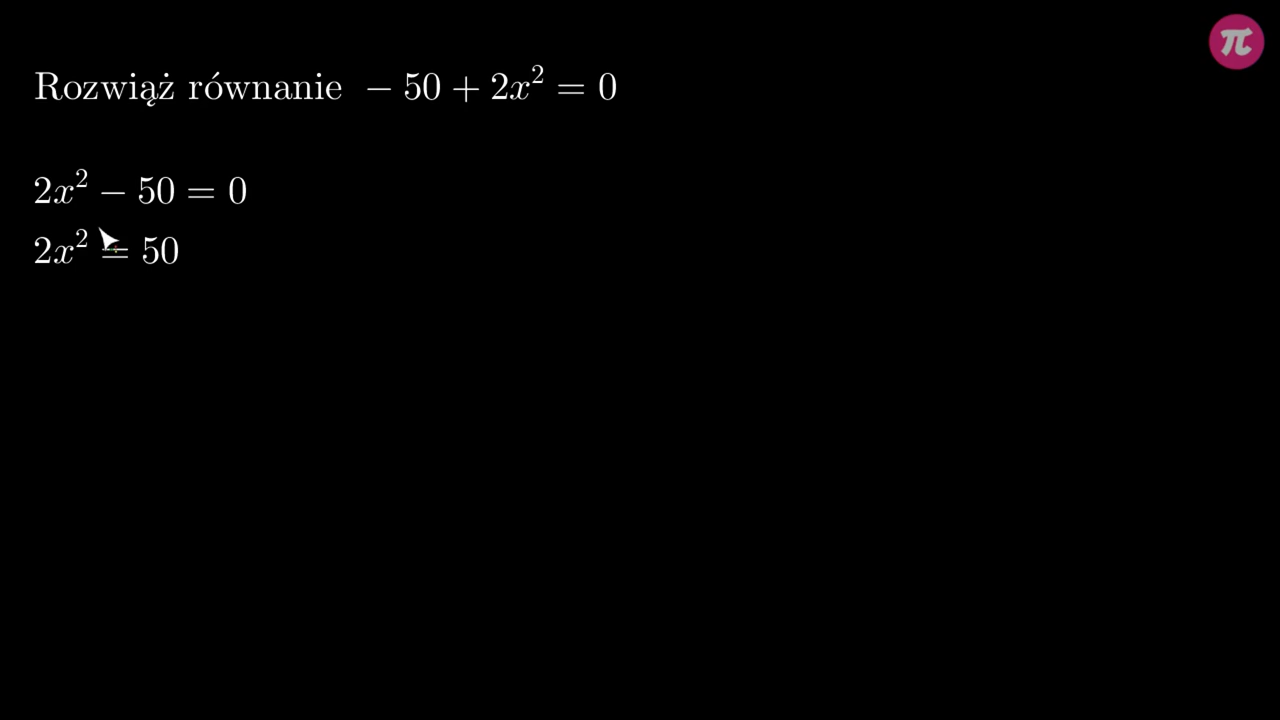 Rozwiąż równanie − 50 + 2x² = 0
2x² − 50 = 0
2x² = 50